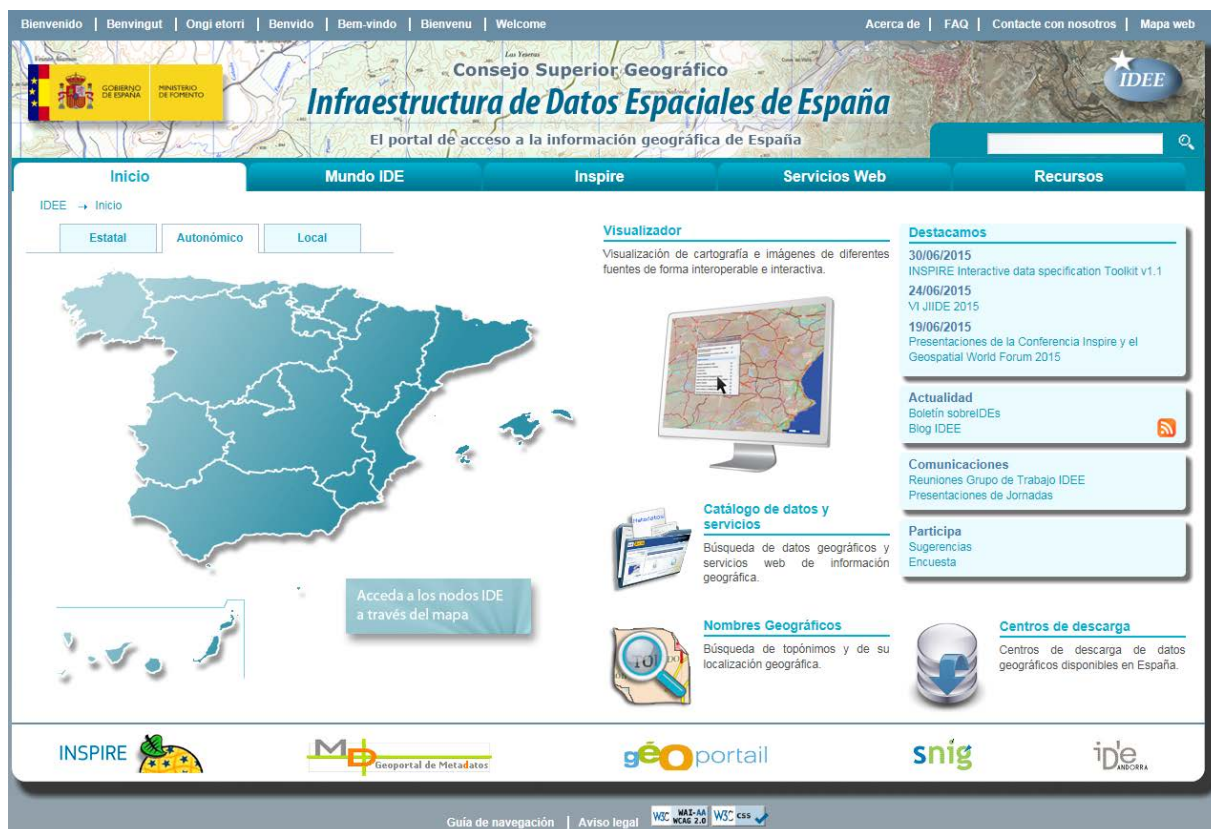 Bienvenido | Benvingut | Ongi etorri | Benvido | Bem-vindo | Bienvenu | Welcome
Acerca de | FAQ | Contacte con nosotros | Mapa web
GOBIERNO DE ESPAÑA
MINISTERIO DE FOMENTO
Las Yeseras
Consejo Superior Geográfico
Infraestructura de Datos Espaciales de España
El portal de acceso a la información geográfica de España
IDEE
Inicio
Mundo IDE
Inspire
Servicios Web
Recursos
IDEE → Inicio
Estatal
Autonómico
Local
Acceda a los nodos IDE
a través del mapa
Visualizador
Visualización de cartografía e imágenes de diferentes
fuentes de forma interoperable e interactiva.
Catálogo de datos y
servicios
Búsqueda de datos geográficos y
servicios web de información
geográfica.
Nombres Geográficos
Búsqueda de topónimos y de su
localización geográfica.
Destacamos
30/06/2015
INSPIRE Interactive data specification Toolkit v1.1
24/06/2015
VI JIIDE 2015
19/06/2015
Presentaciones de la Conferencia Inspire y el
Geospatial World Forum 2015
Actualidad
Boletín sobreIDEs
Blog IDEE
Comunicaciones
Reuniones Grupo de Trabajo IDEE
Presentaciones de Jornadas
Participa
Sugerencias
Encuesta
Centros de descarga
Centros de descarga de datos
geográficos disponibles en España.
INSPIRE
MD Geoportal de Metadatos
géoportail
snig
iDe ANDORRA
Guía de navegación | Aviso legal
W3C WAI-AA WCAG 2.0
W3C css